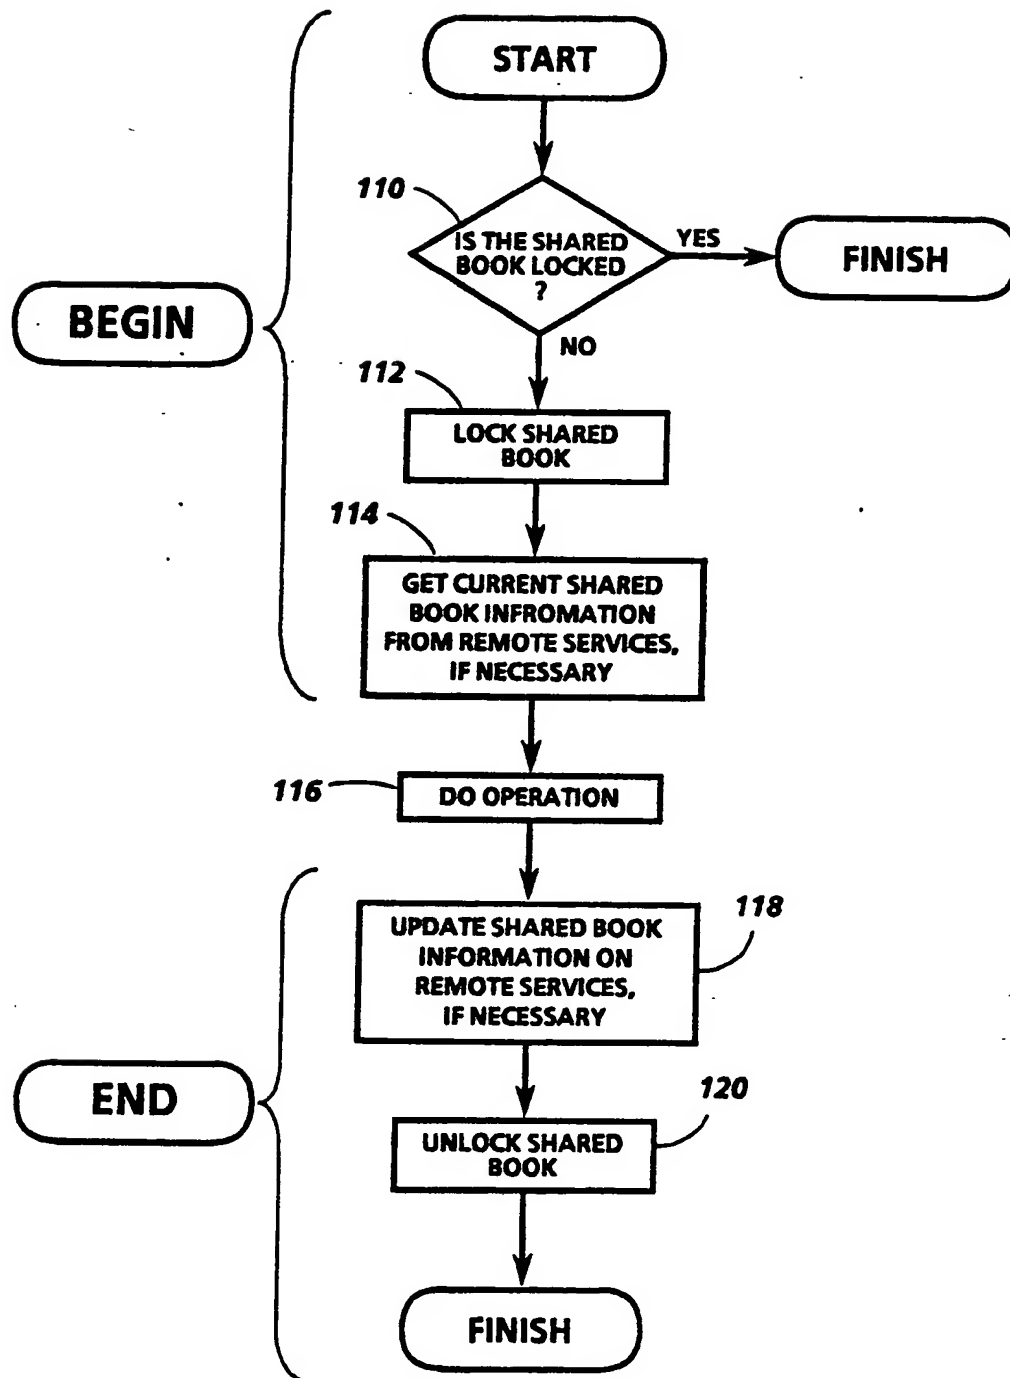 START
110
IS THE SHARED
BOOK LOCKED
?
YES
FINISH
BEGIN
NO
112
LOCK SHARED
BOOK
114
GET CURRENT SHARED
BOOK INFROMATION
FROM REMOTE SERVICES,
IF NECESSARY
116
DO OPERATION
118
UPDATE SHARED BOOK
INFORMATION ON
REMOTE SERVICES,
IF NECESSARY
END
120
UNLOCK SHARED
BOOK
FINISH